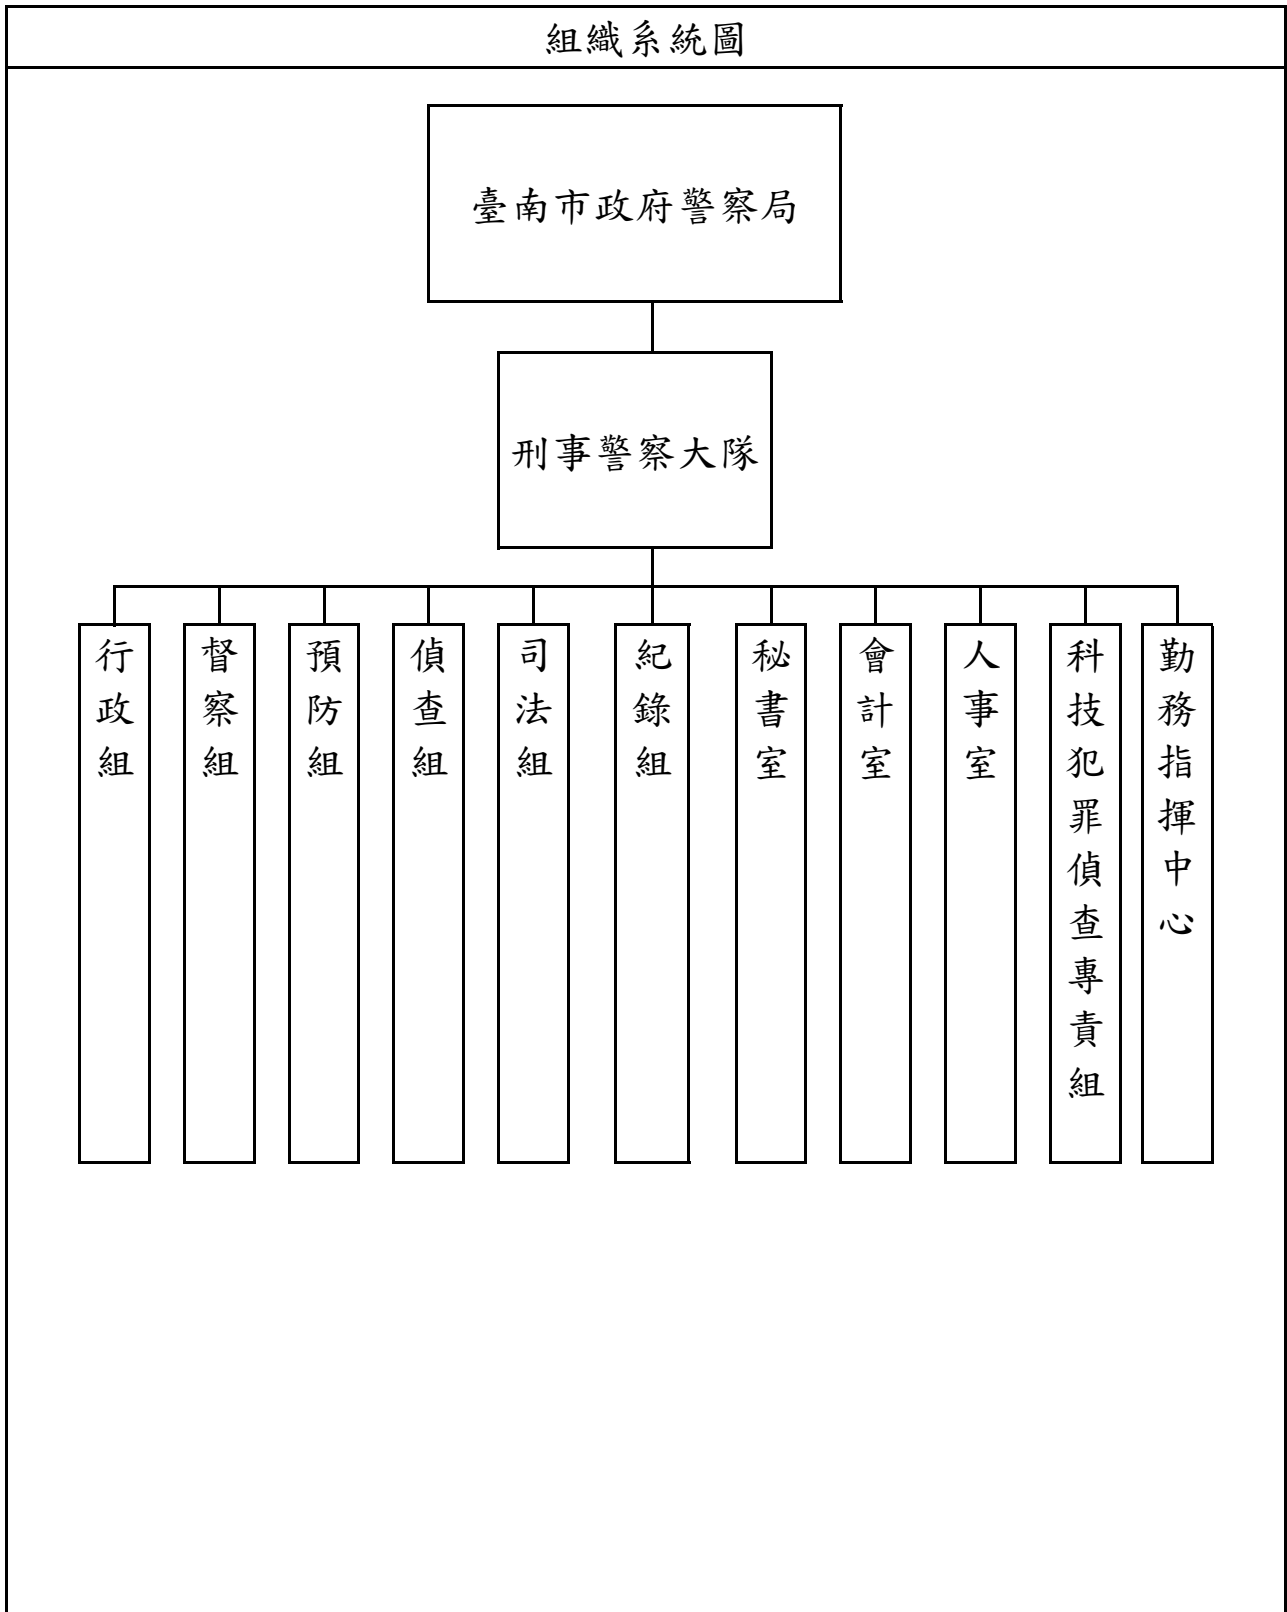 組織系統圖
臺南市政府警察局
刑事警察大隊
行政組
督察組
預防組
偵查組
司法組
紀錄組
秘書室
會計室
人事室
科技犯罪偵查專責組
勤務指揮中心